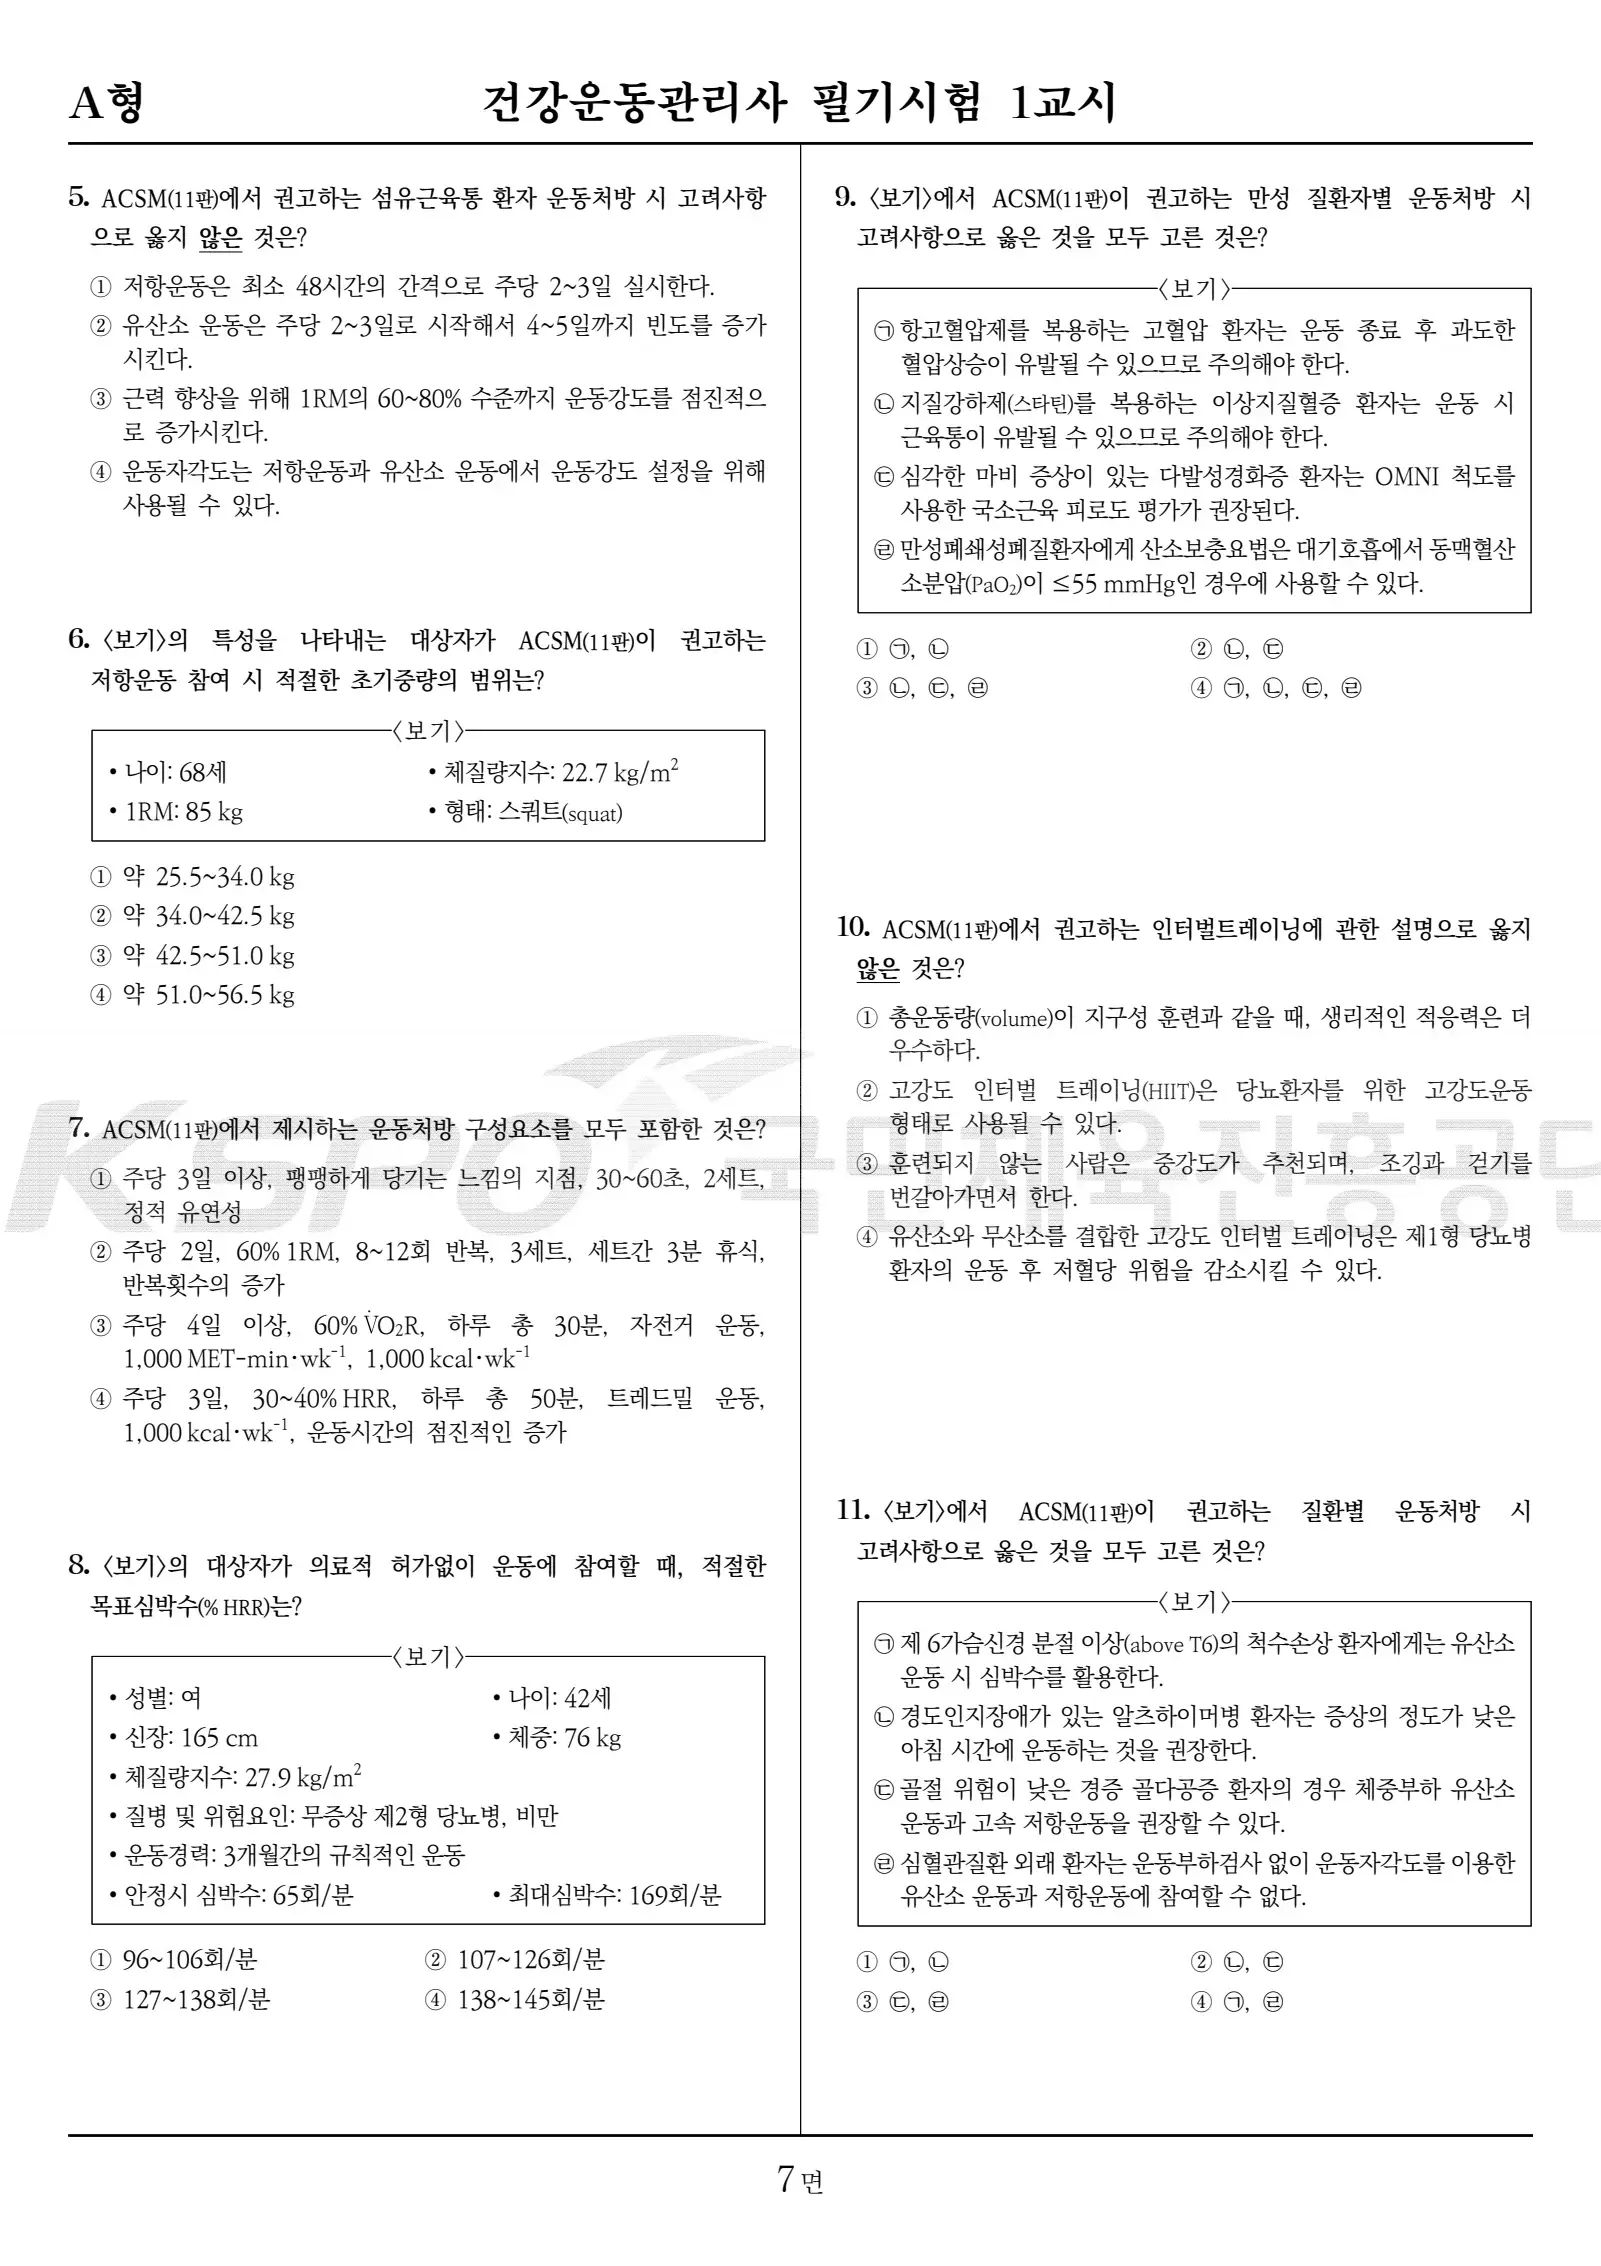 A형
건강운동관리사 필기시험 1교시
5. ACSM(11판)에서 권고하는 섬유근육통 환자 운동처방 시 고려사항
으로 옳지 않은 것은?
① 저항운동은 최소 48시간의 간격으로 주당 2~3일 실시한다.
② 유산소 운동은 주당 2~3일로 시작해서 4~5일까지 빈도를 증가
시킨다.
③ 근력 향상을 위해 1RM의 60~80% 수준까지 운동강도를 점진적으
로 증가시킨다.
④ 운동자각도는 저항운동과 유산소 운동에서 운동강도 설정을 위해
사용될 수 있다.
6. 〈보기〉의 특성을 나타내는 대상자가 ACSM(11판)이 권고하는
저항운동 참여 시 적절한 초기중량의 범위는?
〈보기〉
• 나이: 68세 • 체질량지수: 22.7 kg/m²
• 1RM: 85 kg • 형태: 스쿼트(squat)
① 약 25.5~34.0 kg
② 약 34.0~42.5 kg
③ 약 42.5~51.0 kg
④ 약 51.0~56.5 kg
7. ACSM(11판)에서 제시하는 운동처방 구성요소를 모두 포함한 것은?
① 주당 3일 이상, 팽팽하게 당기는 느낌의 지점, 30~60초, 2세트,
정적 유연성
② 주당 2일, 60% 1RM, 8~12회 반복, 3세트, 세트간 3분 휴식,
반복횟수의 증가
③ 주당 4일 이상, 60% V̇O₂R, 하루 총 30분, 자전거 운동,
1,000 MET-min·wk⁻¹, 1,000 kcal·wk⁻¹
④ 주당 3일, 30~40% HRR, 하루 총 50분, 트레드밀 운동,
1,000 kcal·wk⁻¹, 운동시간의 점진적인 증가
8. 〈보기〉의 대상자가 의료적 허가없이 운동에 참여할 때, 적절한
목표심박수(% HRR)는?
〈보기〉
• 성별: 여 • 나이: 42세
• 신장: 165 cm • 체중: 76 kg
• 체질량지수: 27.9 kg/m²
• 질병 및 위험요인: 무증상 제2형 당뇨병, 비만
• 운동경력: 3개월간의 규칙적인 운동
• 안정시 심박수: 65회/분 • 최대심박수: 169회/분
① 96~106회/분 ② 107~126회/분
③ 127~138회/분 ④ 138~145회/분
9. 〈보기〉에서 ACSM(11판)이 권고하는 만성 질환자별 운동처방 시
고려사항으로 옳은 것을 모두 고른 것은?
〈보기〉
㉠ 항고혈압제를 복용하는 고혈압 환자는 운동 종료 후 과도한
혈압상승이 유발될 수 있으므로 주의해야 한다.
㉡ 지질강하제(스타틴)를 복용하는 이상지질혈증 환자는 운동 시
근육통이 유발될 수 있으므로 주의해야 한다.
㉢ 심각한 마비 증상이 있는 다발성경화증 환자는 OMNI 척도를
사용한 국소근육 피로도 평가가 권장된다.
㉣ 만성폐쇄성폐질환자에게 산소보충요법은 대기호흡에서 동맥혈산
소분압(PaO₂)이 ≤55 mmHg인 경우에 사용할 수 있다.
① ㉠, ㉡ ② ㉡, ㉢
③ ㉡, ㉢, ㉣ ④ ㉠, ㉡, ㉢, ㉣
10. ACSM(11판)에서 권고하는 인터벌트레이닝에 관한 설명으로 옳지
않은 것은?
① 총운동량(volume)이 지구성 훈련과 같을 때, 생리적인 적응력은 더
우수하다.
② 고강도 인터벌 트레이닝(HIIT)은 당뇨환자를 위한 고강도운동
형태로 사용될 수 있다.
③ 훈련되지 않는 사람은 중강도가 추천되며, 조깅과 걷기를
번갈아가면서 한다.
④ 유산소와 무산소를 결합한 고강도 인터벌 트레이닝은 제1형 당뇨병
환자의 운동 후 저혈당 위험을 감소시킬 수 있다.
11. 〈보기〉에서 ACSM(11판)이 권고하는 질환별 운동처방 시
고려사항으로 옳은 것을 모두 고른 것은?
〈보기〉
㉠ 제 6가슴신경 분절 이상(above T6)의 척수손상 환자에게는 유산소
운동 시 심박수를 활용한다.
㉡ 경도인지장애가 있는 알츠하이머병 환자는 증상의 정도가 낮은
아침 시간에 운동하는 것을 권장한다.
㉢ 골절 위험이 낮은 경증 골다공증 환자의 경우 체중부하 유산소
운동과 고속 저항운동을 권장할 수 있다.
㉣ 심혈관질환 외래 환자는 운동부하검사 없이 운동자각도를 이용한
유산소 운동과 저항운동에 참여할 수 없다.
① ㉠, ㉡ ② ㉡, ㉢
③ ㉢, ㉣ ④ ㉠, ㉣
KSPO 국민체육진흥공단
7 면